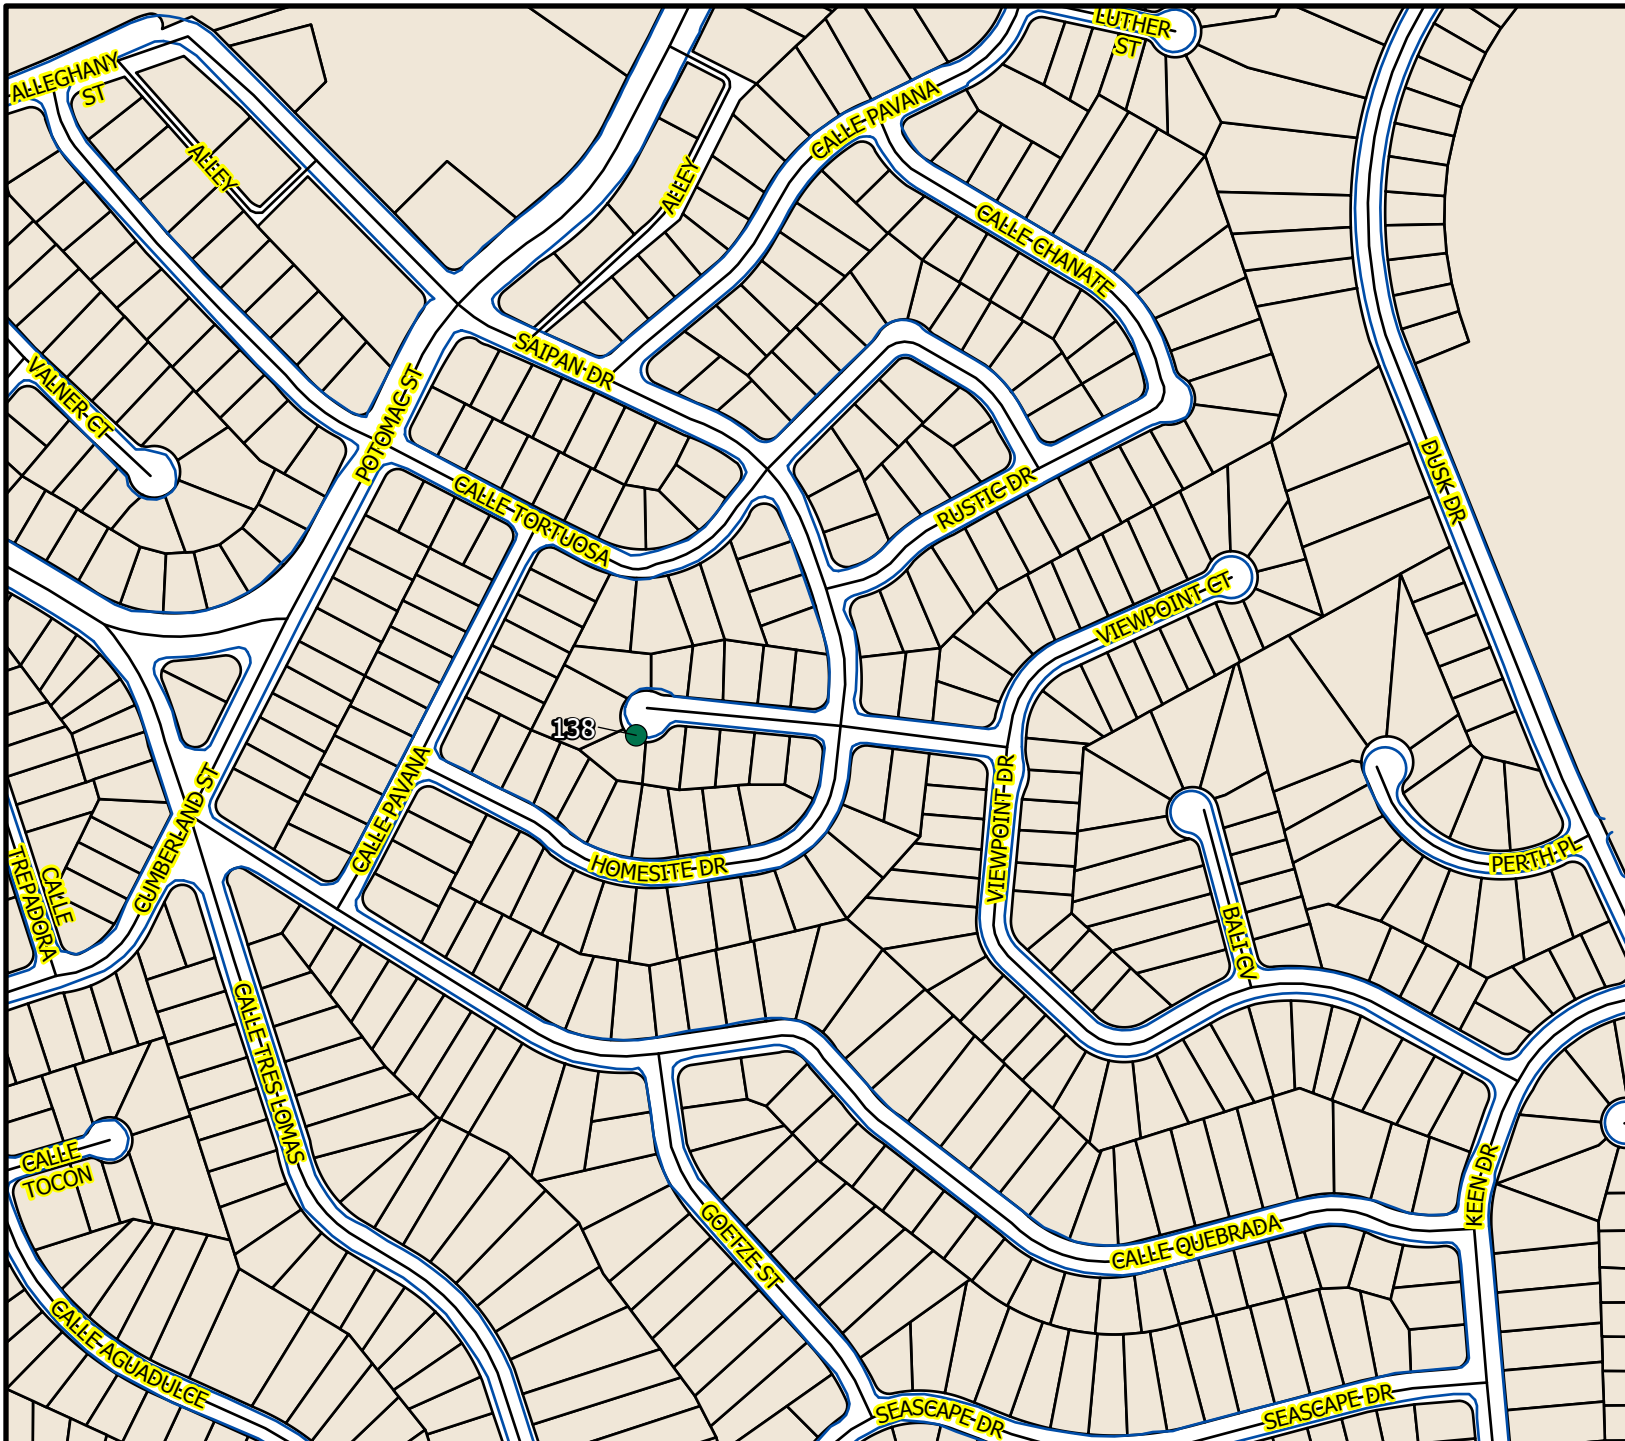 LUTHER
ST
ALLEGHANY
ST
CALLE PAVANA
ALLEY
ALLEY
CALLE CHANATE
SAIPAN DR
VALNER CT
POTOMAC ST
DUSK DR
RUSTIC DR
CALLE TORTUOSA
VIEWPOINT CT
138
CALLE PAVANA
VIEWPOINT DR
CUMBERLAND ST
HOMESITE DR
PERTH PL
CALLE
TREPADORA
BALI CV
CALLE TRES LOMAS
CALLE
TOCON
KEEN DR
GOETZE ST
CALLE QUEBRADA
CALLE AGUADULCE
SEASCAPE DR
SEASCAPE DR